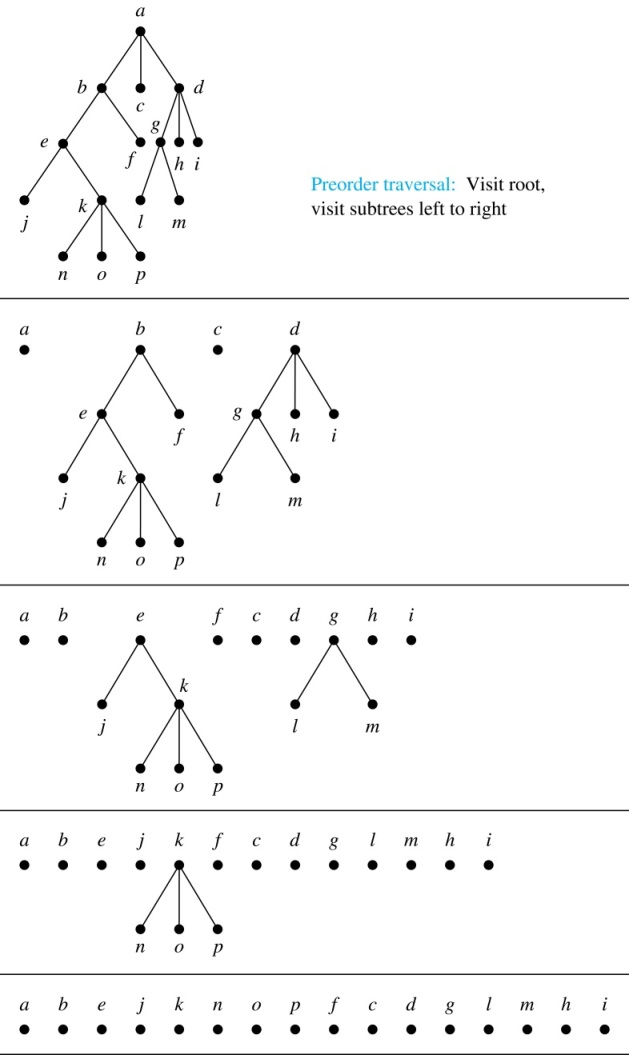 a
b
c
d
e
f
g
h i
j
k
l
m
n o p
Preorder traversal: Visit root,
visit subtrees left to right
a b c d
e f g h i
j k l m
n o p
a b e f c d g h i
k
j l m
n o p
a b e j k f c d g l m h i
n o p
a b e j k n o p f c d g l m h i